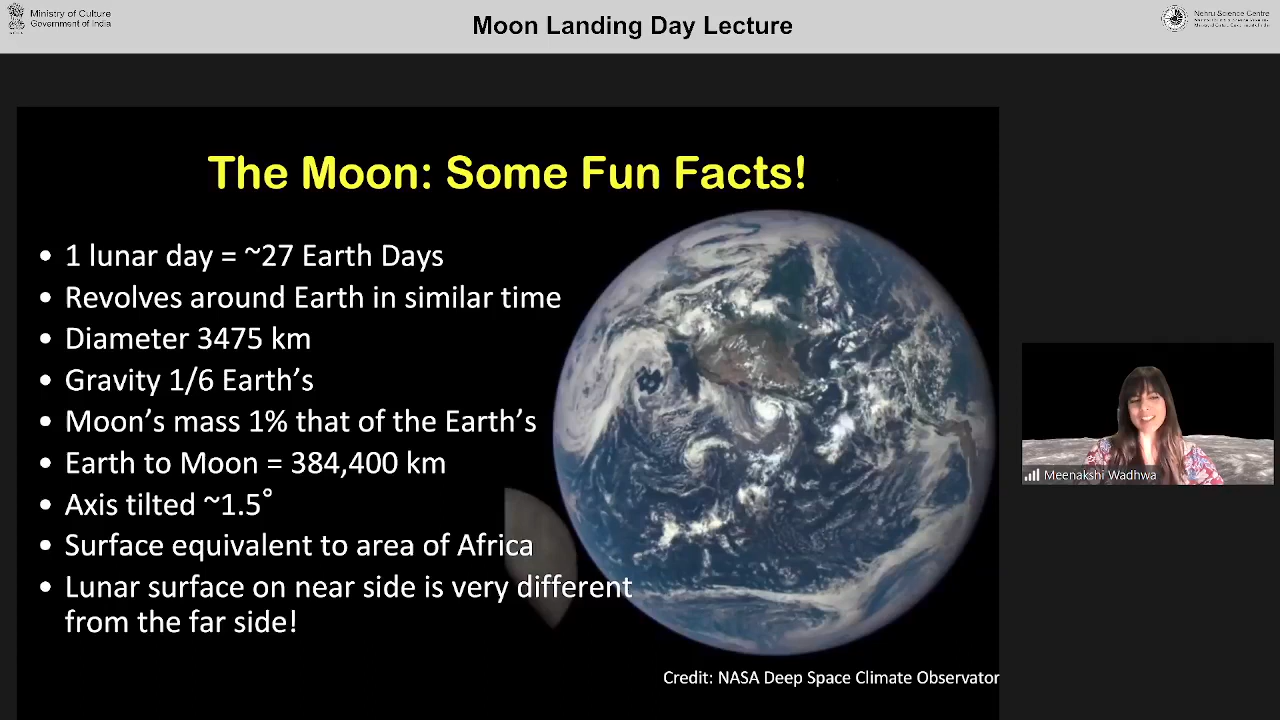 Ministry of Culture
Government of India
Moon Landing Day Lecture
Nehru Science Centre
The Moon: Some Fun Facts!
• 1 lunar day = ~27 Earth Days
• Revolves around Earth in similar time
• Diameter 3475 km
• Gravity 1/6 Earth's
• Moon's mass 1% that of the Earth's
• Earth to Moon = 384,400 km
• Axis tilted ~1.5°
• Surface equivalent to area of Africa
• Lunar surface on near side is very different
from the far side!
Credit: NASA Deep Space Climate Observator
Meenakshi Wadhwa